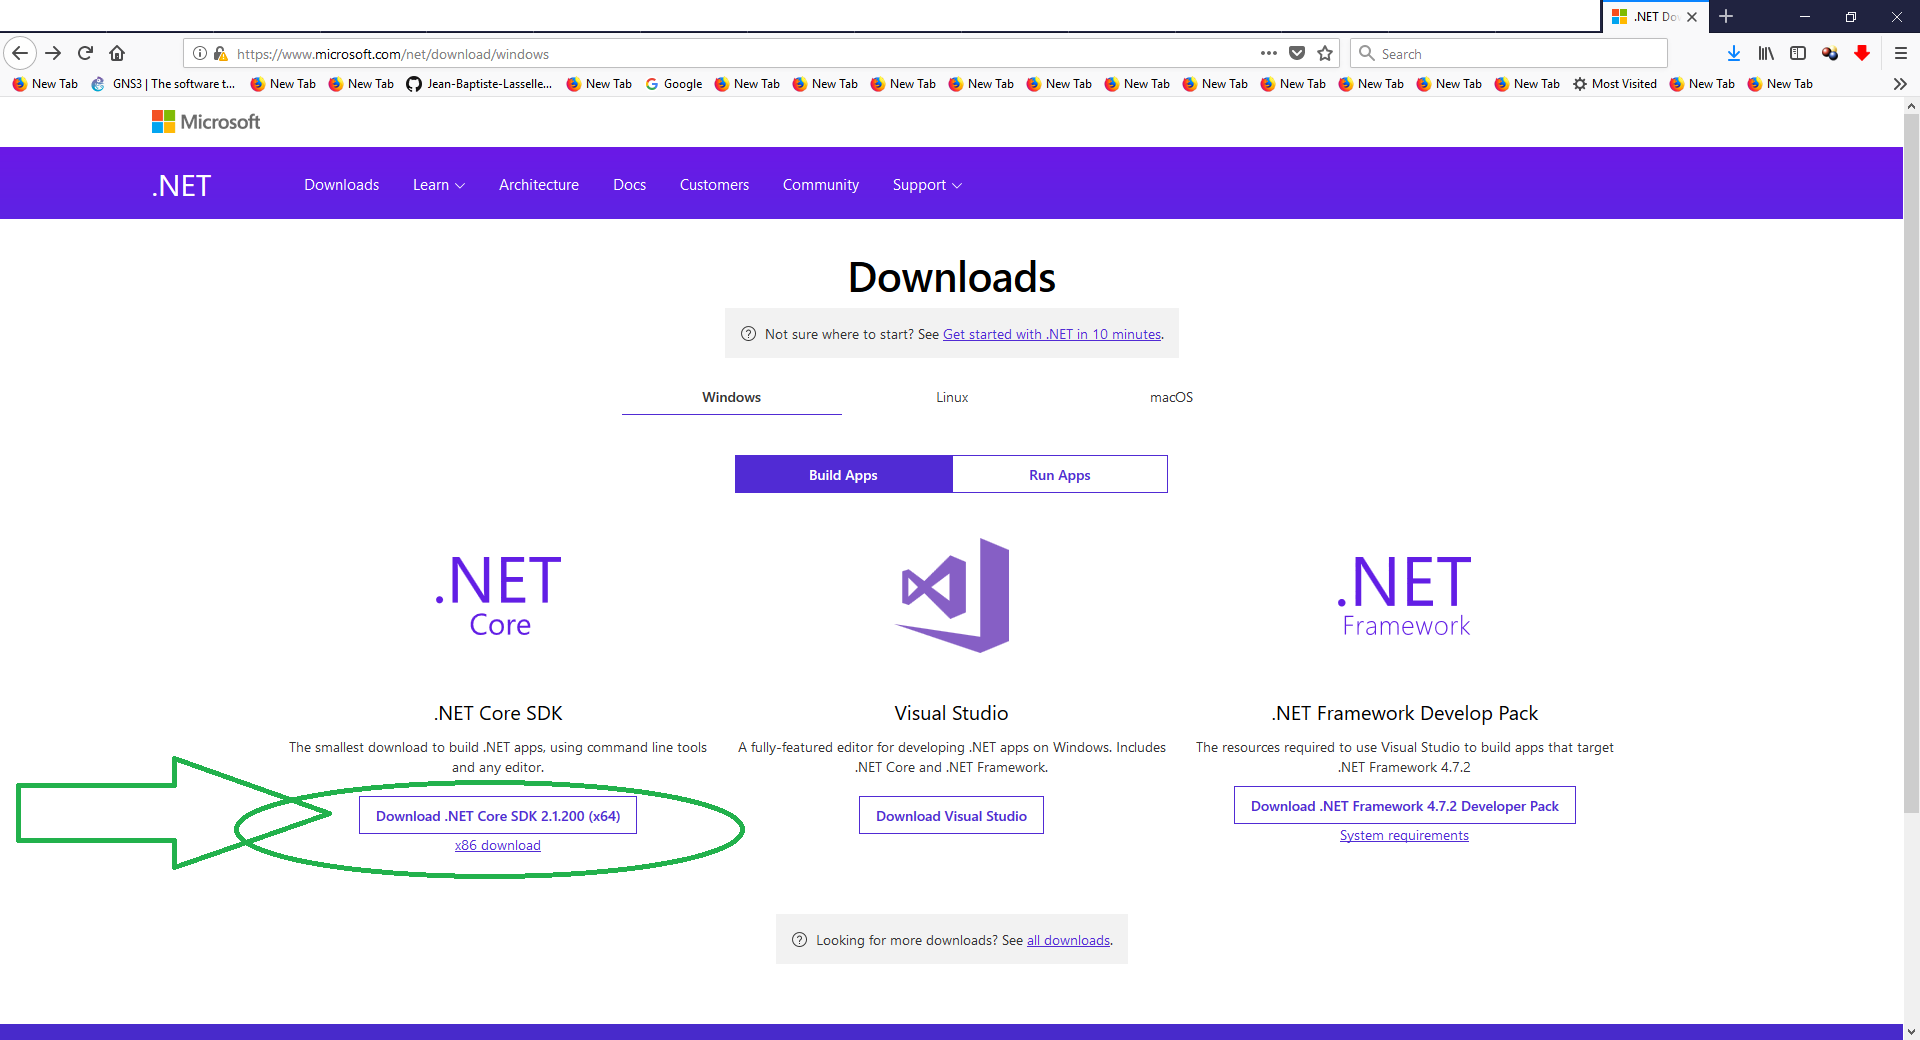 .NET Do
https://www.microsoft.com/net/download/windows
Search
New Tab GNS3 | The software t... New Tab New Tab Jean-Baptiste-Lasselle... New Tab Google New Tab New Tab New Tab New Tab New Tab New Tab New Tab New Tab New Tab New Tab New Tab Most Visited New Tab New Tab
Microsoft
.NET Downloads Learn Architecture Docs Customers Community Support
Downloads
Not sure where to start? See Get started with .NET in 10 minutes.
Windows Linux macOS
Build Apps Run Apps
.NET
Core
.NET
Framework
.NET Core SDK
The smallest download to build .NET apps, using command line tools
and any editor.
Download .NET Core SDK 2.1.200 (x64)
x86 download
Visual Studio
A fully-featured editor for developing .NET apps on Windows. Includes
.NET Core and .NET Framework.
Download Visual Studio
.NET Framework Develop Pack
The resources required to use Visual Studio to build apps that target
.NET Framework 4.7.2
Download .NET Framework 4.7.2 Developer Pack
System requirements
Looking for more downloads? See all downloads.